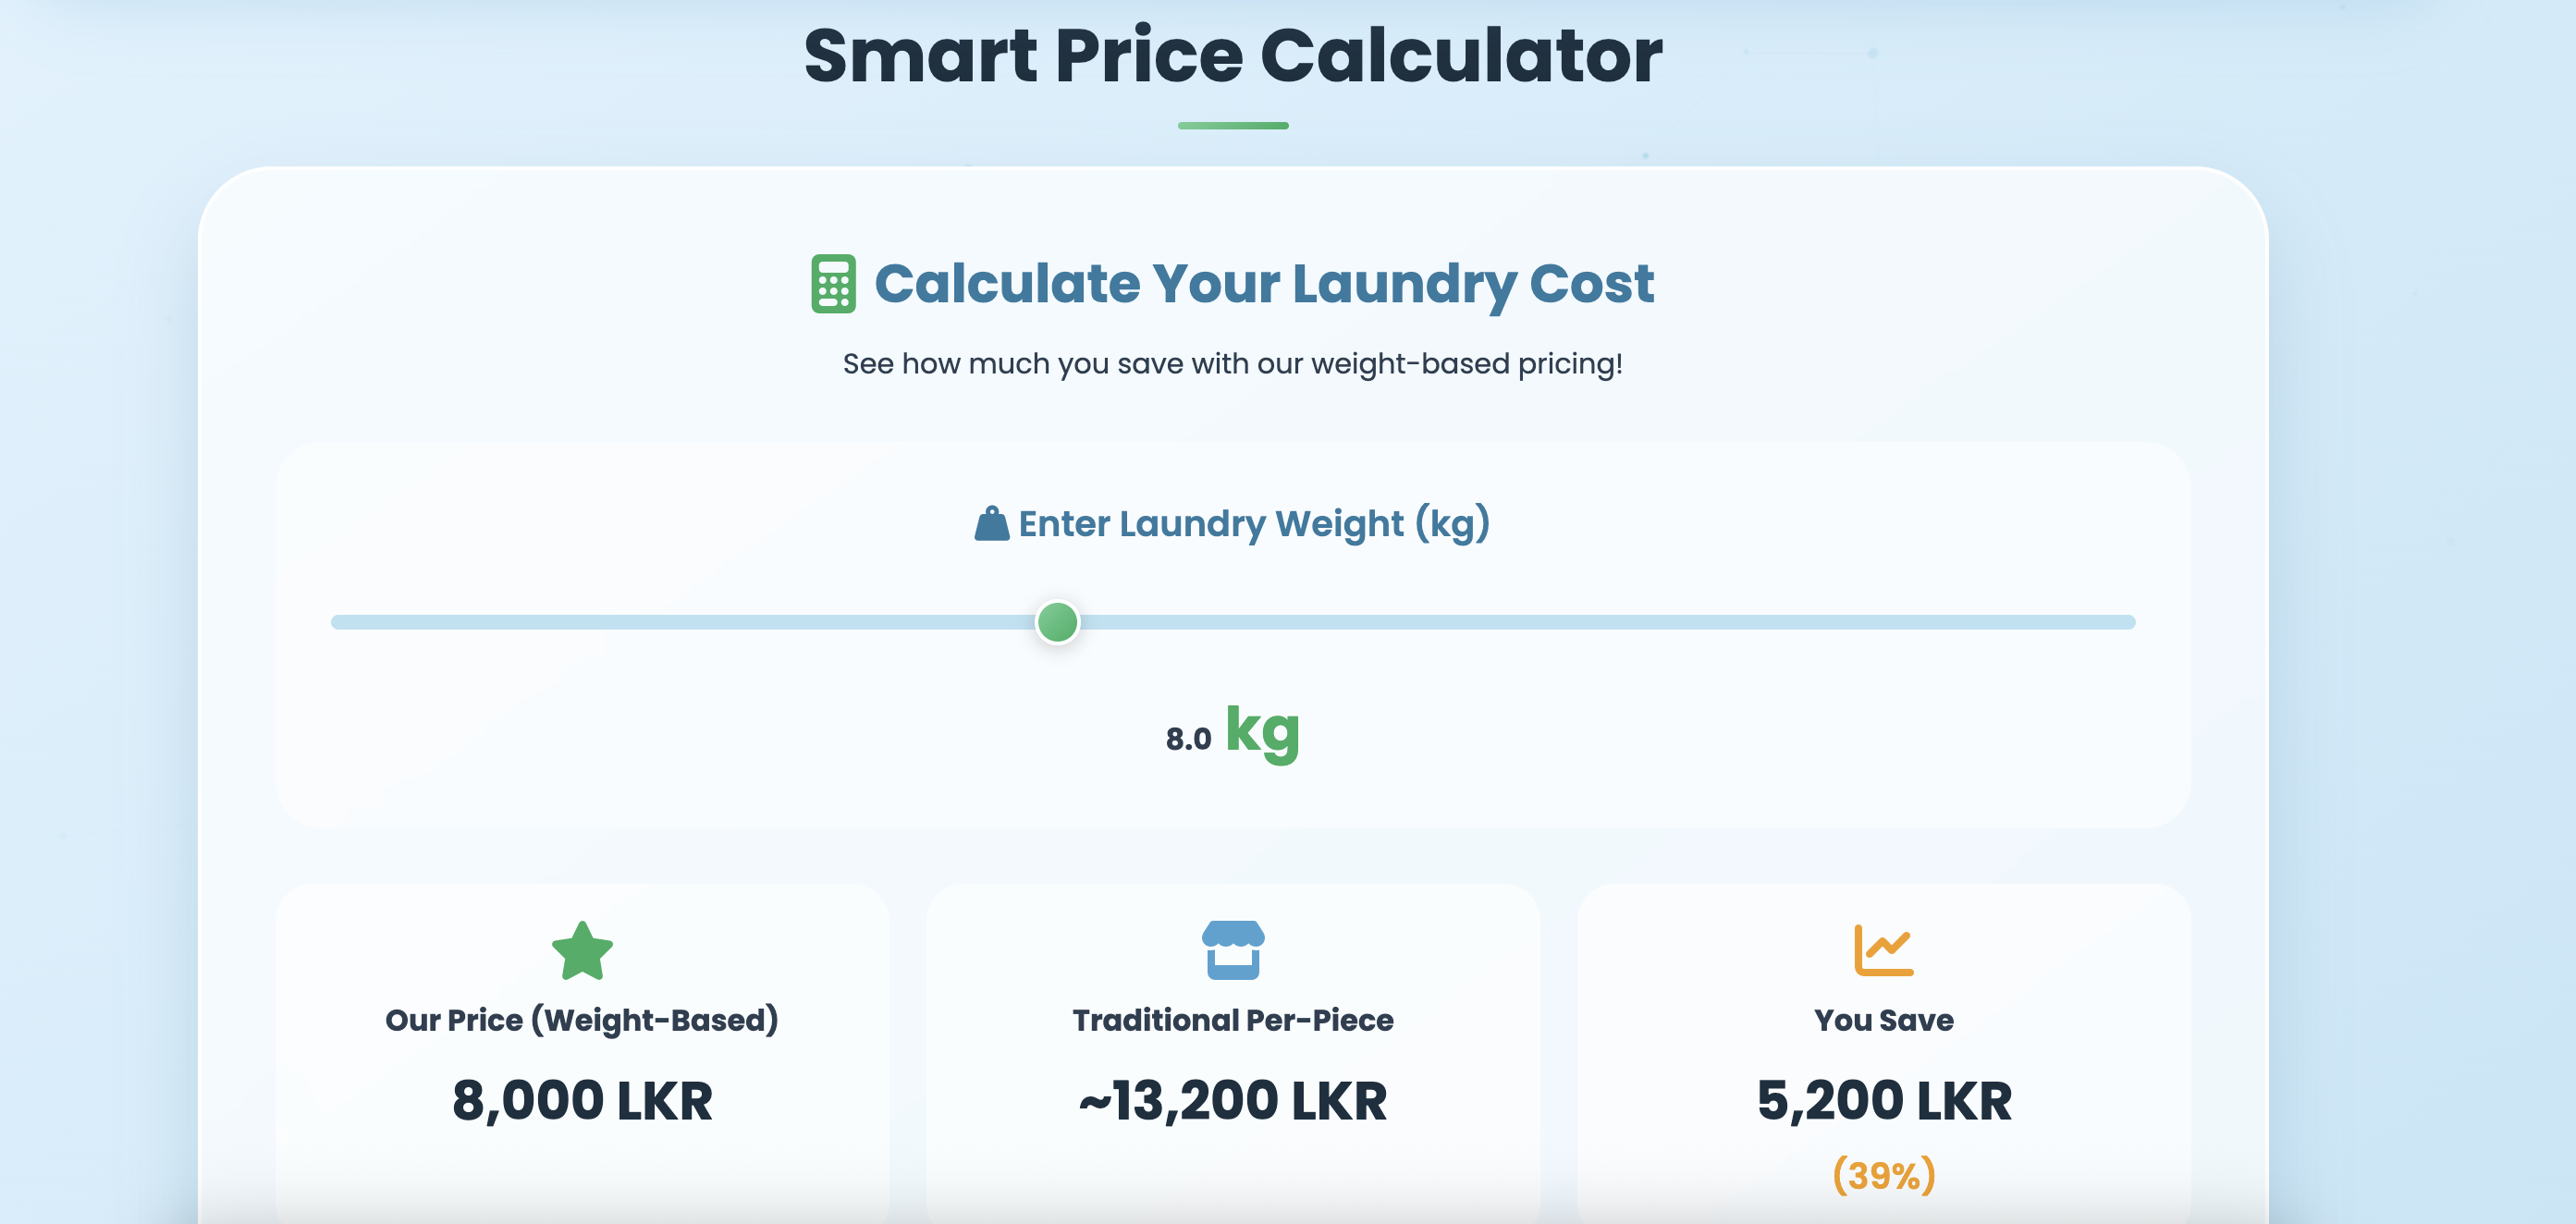 Smart Price Calculator
Calculate Your Laundry Cost
See how much you save with our weight-based pricing!
Enter Laundry Weight (kg)
8.0 kg
Our Price (Weight-Based)
8,000 LKR
Traditional Per-Piece
~13,200 LKR
You Save
5,200 LKR
(39%)